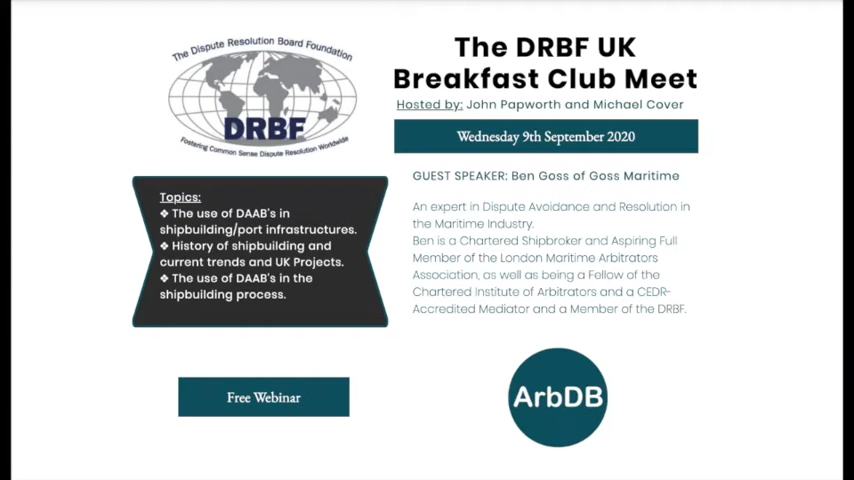 The Dispute Resolution Board Foundation
DRBF
Fostering Common Sense Dispute Resolution Worldwide
The DRBF UK
Breakfast Club Meet
Hosted by: John Papworth and Michael Cover
Wednesday 9th September 2020
Topics:
❖ The use of DAAB's in
shipbuilding/port infrastructures.
❖ History of shipbuilding and
current trends and UK Projects.
❖ The use of DAAB's in the
shipbuilding process.
GUEST SPEAKER: Ben Goss of Goss Maritime
An expert in Dispute Avoidance and Resolution in
the Maritime Industry.
Ben is a Chartered Shipbroker and Aspiring Full
Member of the London Maritime Arbitrators
Association, as well as being a Fellow of the
Chartered Institute of Arbitrators and a CEDR-
Accredited Mediator and a Member of the DRBF.
Free Webinar
ArbDB